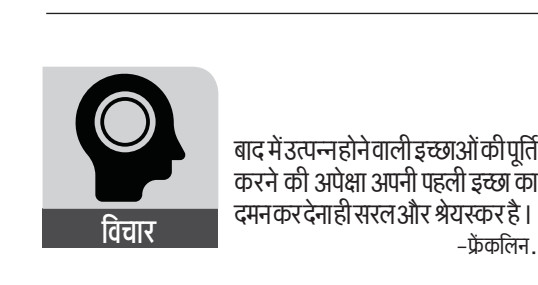 बाद में उत्पन्न होने वाली इच्छाओं की पूर्ति
करने की अपेक्षा अपनी पहली इच्छा का
दमन कर देना ही सरल और श्रेयस्कर है।
-फ्रेंकलिन.
विचार